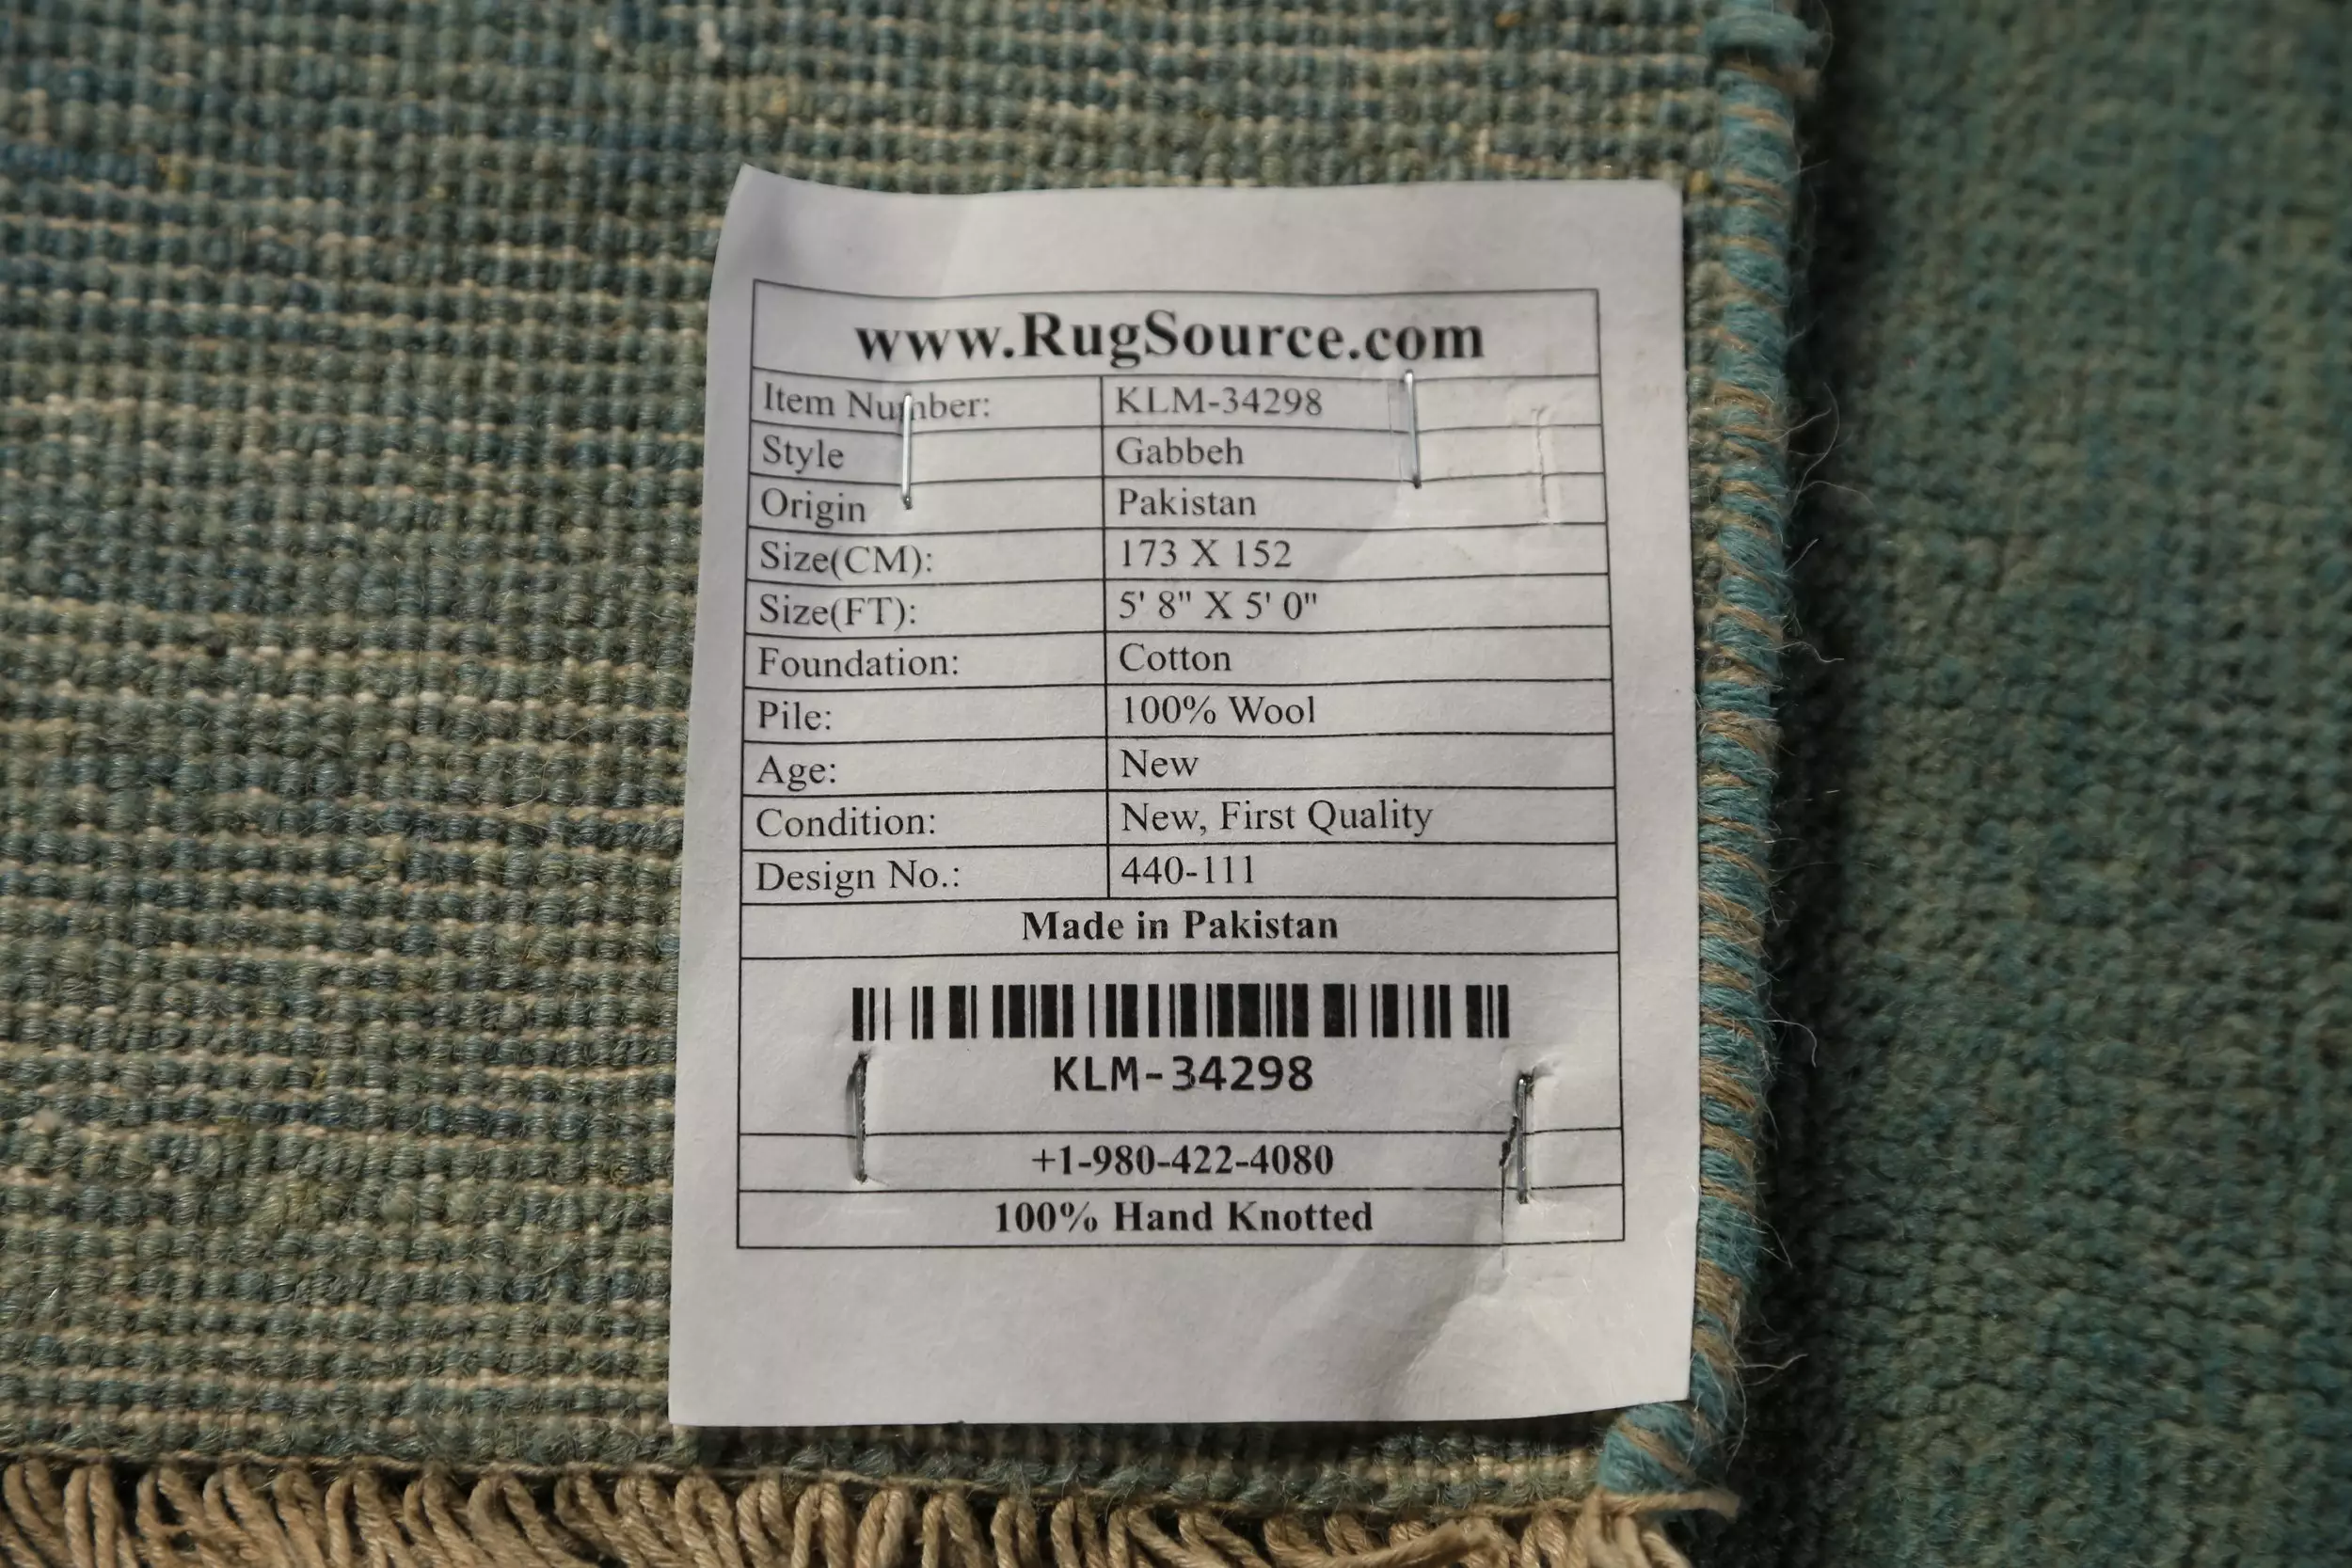 www.RugSource.com
Item Number: KLM-34298
Style Gabbeh
Origin Pakistan
Size(CM): 173 X 152
Size(FT): 5' 8" X 5' 0"
Foundation: Cotton
Pile: 100% Wool
Age: New
Condition: New, First Quality
Design No.: 440-111
Made in Pakistan
KLM-34298
+1-980-422-4080
100% Hand Knotted